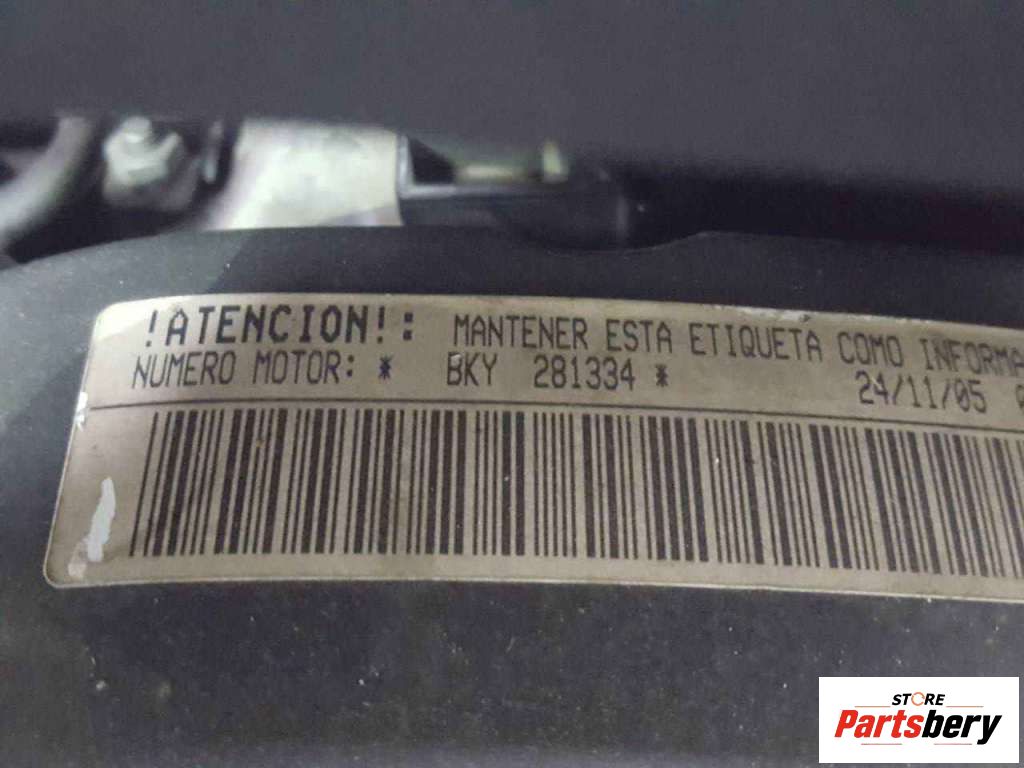 !ATENCION!: MANTENER ESTA ETIQUETA COMO
NUMERO MOTOR: * BKY 281334 * 24/11/05
STORE
Partsbery